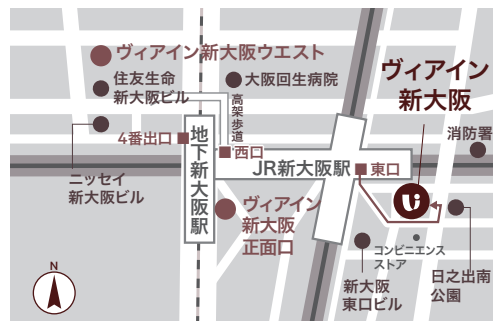 ヴィアイン新大阪ウエスト
住友生命
新大阪ビル
大阪回生病院
ヴィアイン
新大阪
高架歩道
消防署
4番出口
西口
地下新大阪駅
JR新大阪駅
東口
ニッセイ
新大阪ビル
ヴィアイン
新大阪
正面口
コンビニエンス
ストア
新大阪
東口ビル
日之出南
公園
N